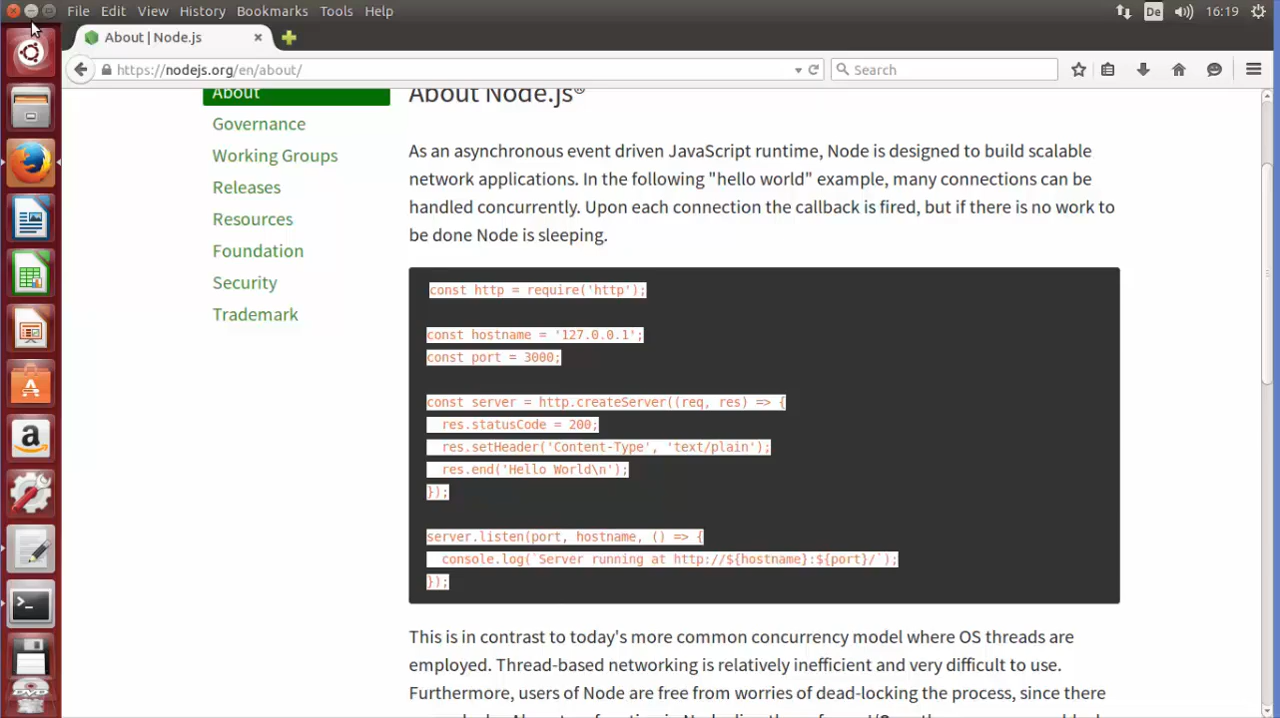 File Edit View History Bookmarks Tools Help
De
16:19
About | Node.js
https://nodejs.org/en/about/
Search
About
Governance
Working Groups
Releases
Resources
Foundation
Security
Trademark
About Node.js®
As an asynchronous event driven JavaScript runtime, Node is designed to build scalable
network applications. In the following "hello world" example, many connections can be
handled concurrently. Upon each connection the callback is fired, but if there is no work to
be done Node is sleeping.
const http = require('http');
const hostname = '127.0.0.1';
const port = 3000;
const server = http.createServer((req, res) => {
  res.statusCode = 200;
  res.setHeader('Content-Type', 'text/plain');
  res.end('Hello World\n');
});
server.listen(port, hostname, () => {
  console.log(`Server running at http://${hostname}:${port}/`);
});
This is in contrast to today's more common concurrency model where OS threads are
employed. Thread-based networking is relatively inefficient and very difficult to use.
Furthermore, users of Node are free from worries of dead-locking the process, since there